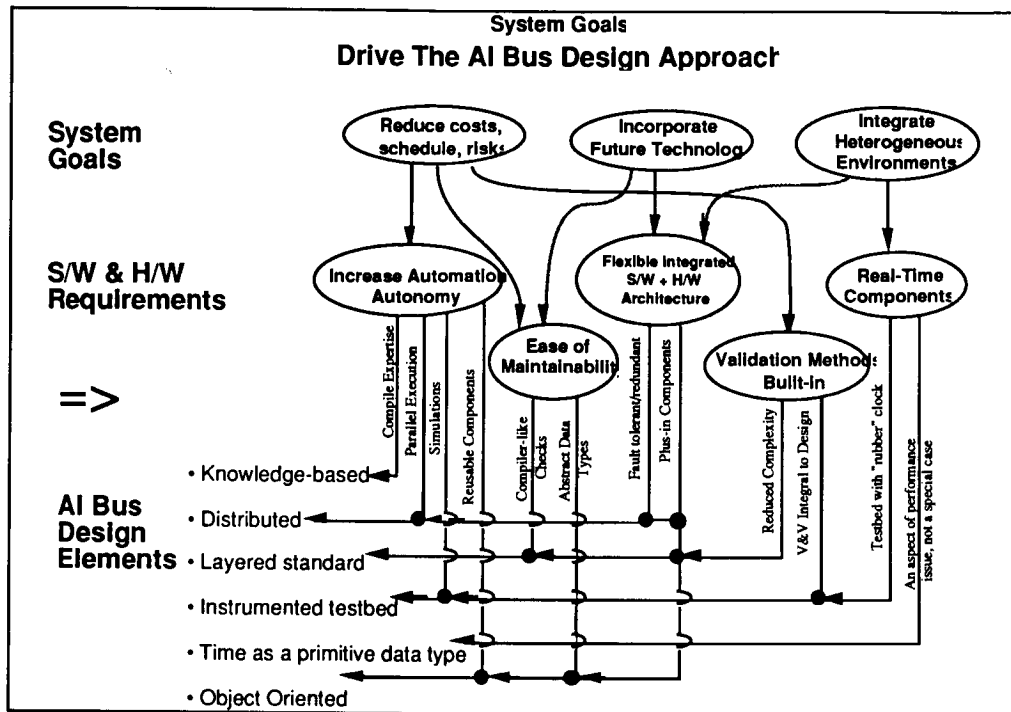 System Goals
Drive The AI Bus Design Approach
System
Goals
Reduce costs,
schedule, risks
Incorporate
Future Technolog
Integrate
Heterogeneous
Environments
S/W & H/W
Requirements
Increase Automation
Autonomy
Flexible Integrated
S/W + H/W
Architecture
Real-Time
Components
Ease of
Maintainabilit
Validation Methods
Built-in
=>
Compile Expertise
Parallel Execution
Simulations
Reusable Components
Compiler-like
Checks
Abstract Data
Types
Fault tolerant/redundant
Plus-in Components
Reduced Complexity
V&V Integral to Design
Testbed with "rubber" clock
An aspect of performance
issue, not a special case
AI Bus
Design
Elements
• Knowledge-based
• Distributed
• Layered standard
• Instrumented testbed
• Time as a primitive data type
• Object Oriented